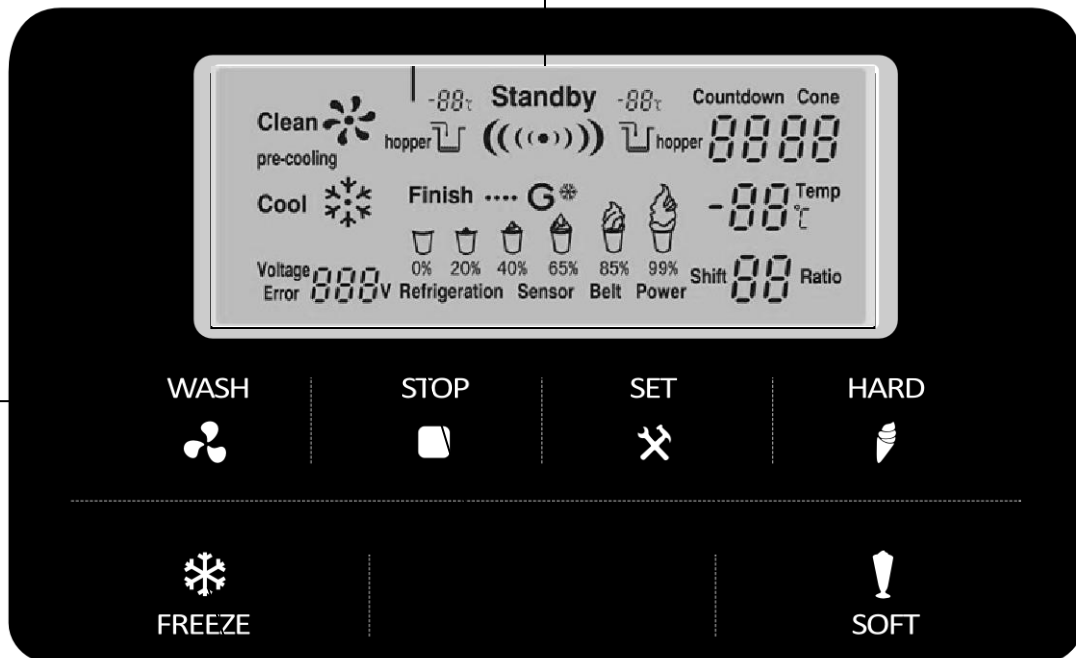 -88℃ Standby -88℃ Countdown Cone
Clean hopper hopper 8888
pre-cooling
Cool Finish .... G -88 Temp ℃
0% 20% 40% 65% 85% 99%
Voltage Error 888V Refrigeration Sensor Belt Power Shift 88 Ratio
WASH STOP SET HARD
FREEZE SOFT